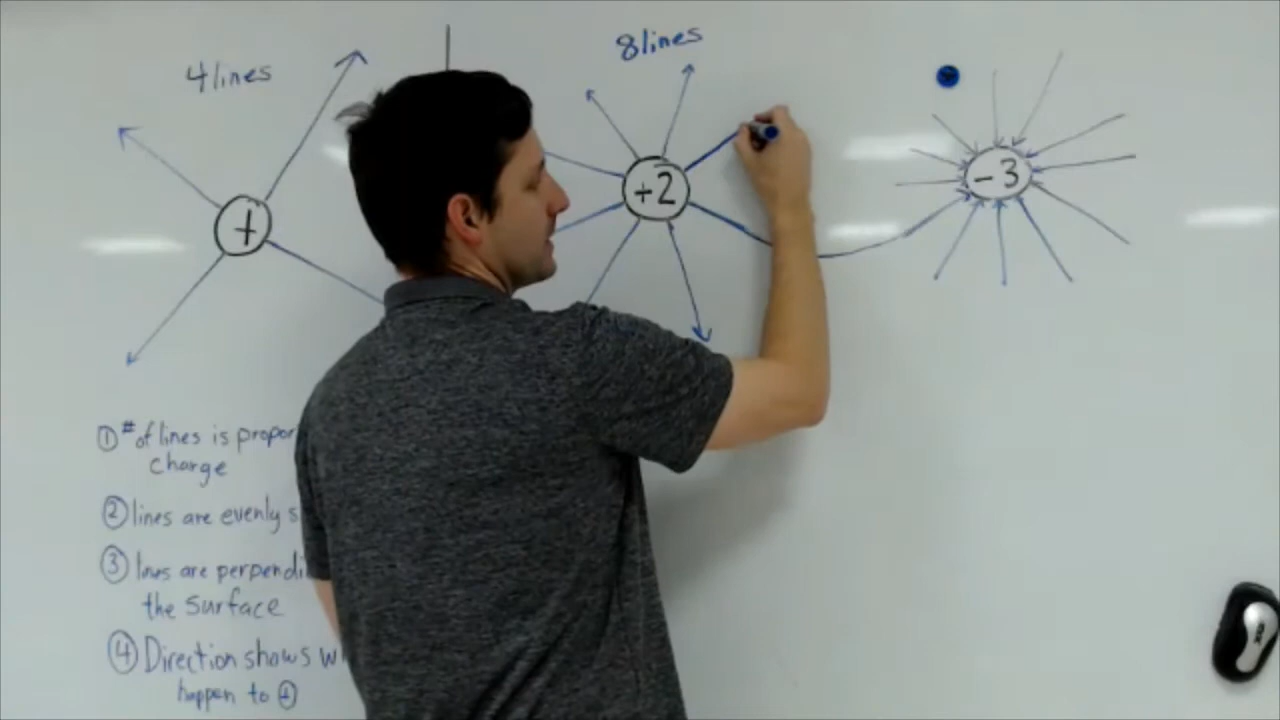 4 lines
8 lines
+
+2
-3
① # of lines is propor
charge
② lines are evenly s
③ lines are perpendi
the surface
④ Direction shows w
happen to ⊕